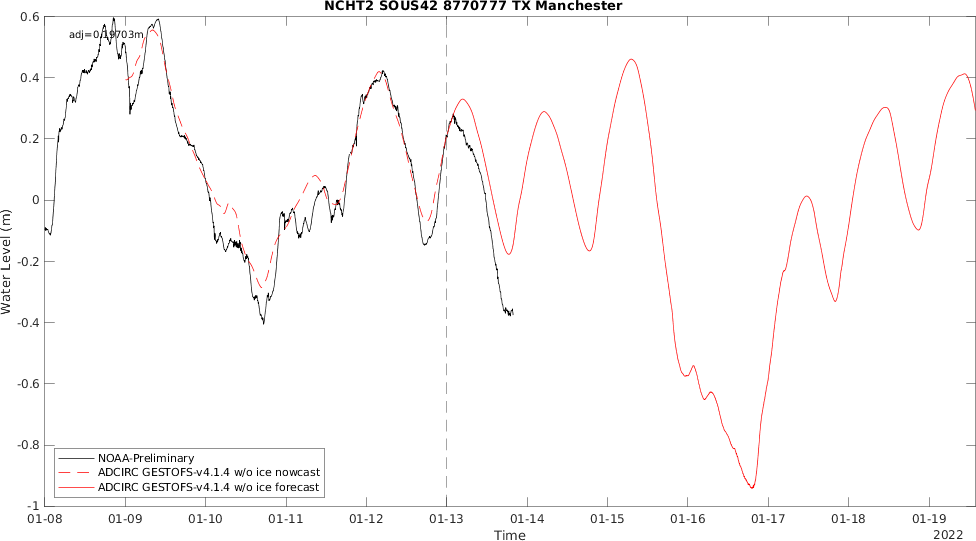 NCHT2 SOUS42 8770777 TX Manchester
adj=0.19703m
0.6
0.4
0.2
0
-0.2
-0.4
-0.6
-0.8
-1
Water Level (m)
NOAA-Preliminary
ADCIRC GESTOFS-v4.1.4 w/o ice nowcast
ADCIRC GESTOFS-v4.1.4 w/o ice forecast
01-08 01-09 01-10 01-11 01-12 01-13 01-14 01-15 01-16 01-17 01-18 01-19
Time
2022